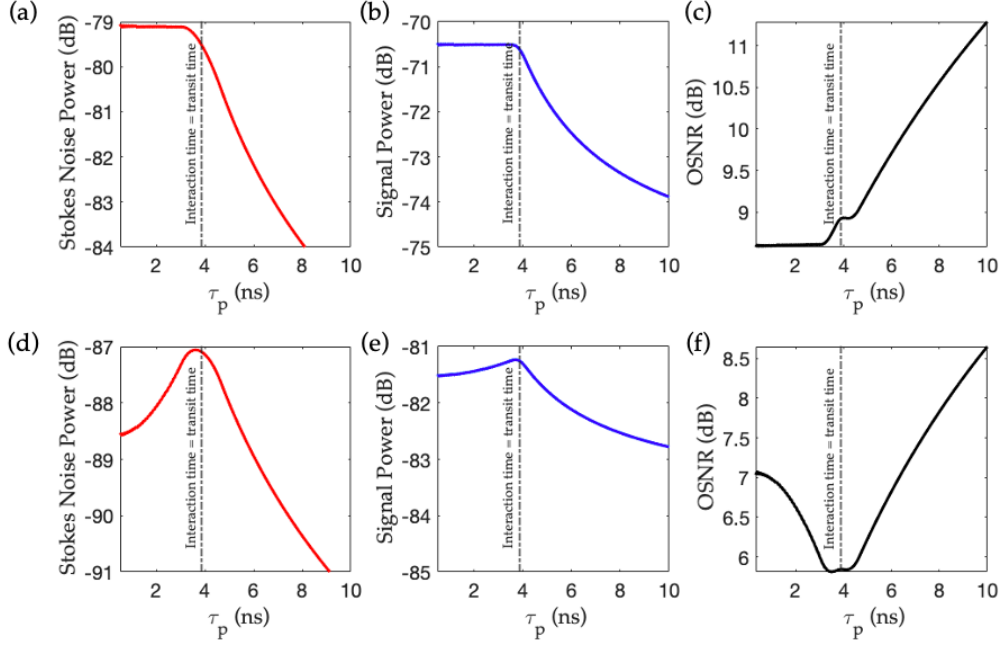 (a)
Stokes Noise Power (dB)
-79
-80
-81
-82
-83
-84
Interaction time = transit time
2 4 6 8 10
τp (ns)
(b)
Signal Power (dB)
-70
-71
-72
-73
-74
-75
Interaction time = transit time
2 4 6 8 10
τp (ns)
(c)
OSNR (dB)
11
10.5
10
9.5
9
Interaction time = transit time
2 4 6 8 10
τp (ns)
(d)
Stokes Noise Power (dB)
-87
-88
-89
-90
-91
Interaction time = transit time
2 4 6 8 10
τp (ns)
(e)
Signal Power (dB)
-81
-82
-83
-84
-85
Interaction time = transit time
2 4 6 8 10
τp (ns)
(f)
OSNR (dB)
8.5
8
7.5
7
6.5
6
Interaction time = transit time
2 4 6 8 10
τp (ns)